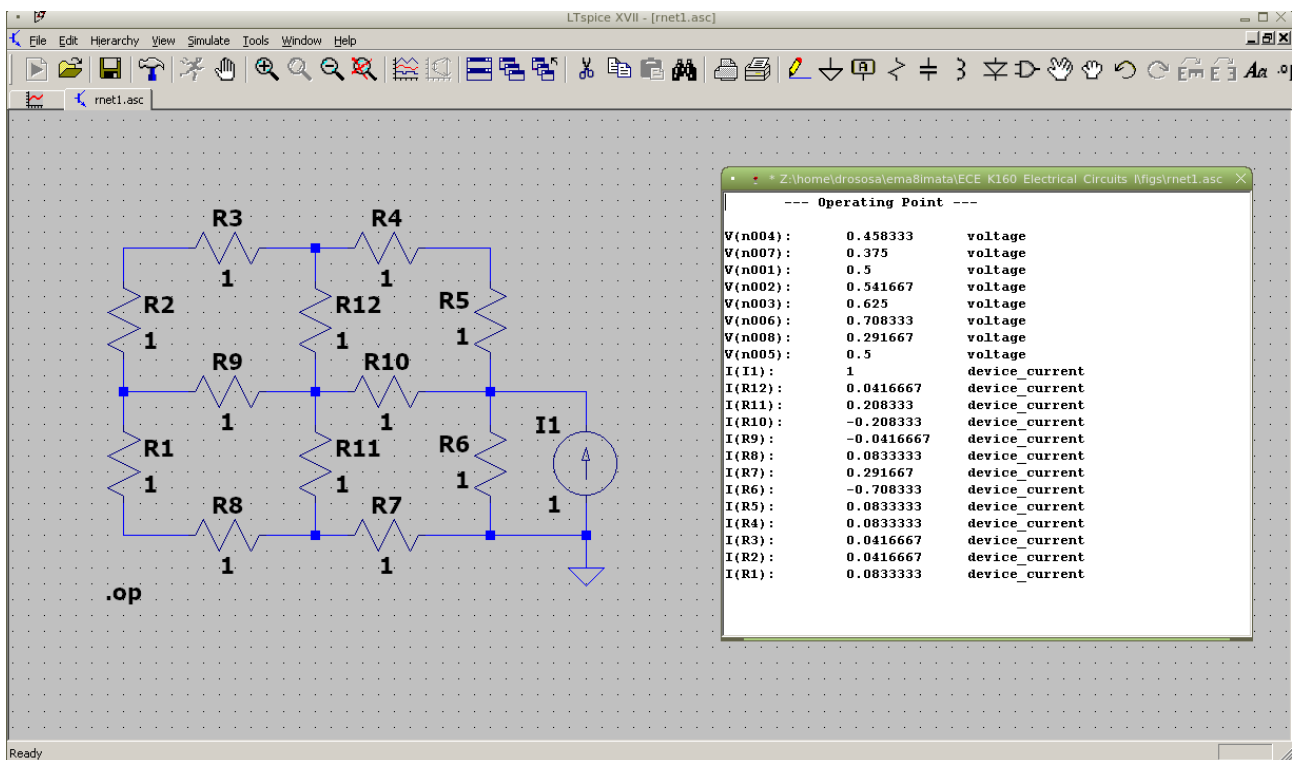 LTspice XVII - [rnet1.asc]
File Edit Hierarchy View Simulate Tools Window Help
rnet1.asc
R3 R4
1 1
R2 R12 R5
1 1 1
R9 R10
1 1
I1
R1 R11 R6
1 1 1
R8 R7 1
1 1
.op
* Z:\home\drososa\ema8imata\ECE K160 Electrical Circuits I\figs\rnet1.asc
--- Operating Point ---
V(n004): 0.458333 voltage
V(n007): 0.375 voltage
V(n001): 0.5 voltage
V(n002): 0.541667 voltage
V(n003): 0.625 voltage
V(n006): 0.708333 voltage
V(n008): 0.291667 voltage
V(n005): 0.5 voltage
I(I1): 1 device_current
I(R12): 0.0416667 device_current
I(R11): 0.208333 device_current
I(R10): -0.208333 device_current
I(R9): -0.0416667 device_current
I(R8): 0.0833333 device_current
I(R7): 0.291667 device_current
I(R6): -0.708333 device_current
I(R5): 0.0833333 device_current
I(R4): 0.0833333 device_current
I(R3): 0.0416667 device_current
I(R2): 0.0416667 device_current
I(R1): 0.0833333 device_current
Ready